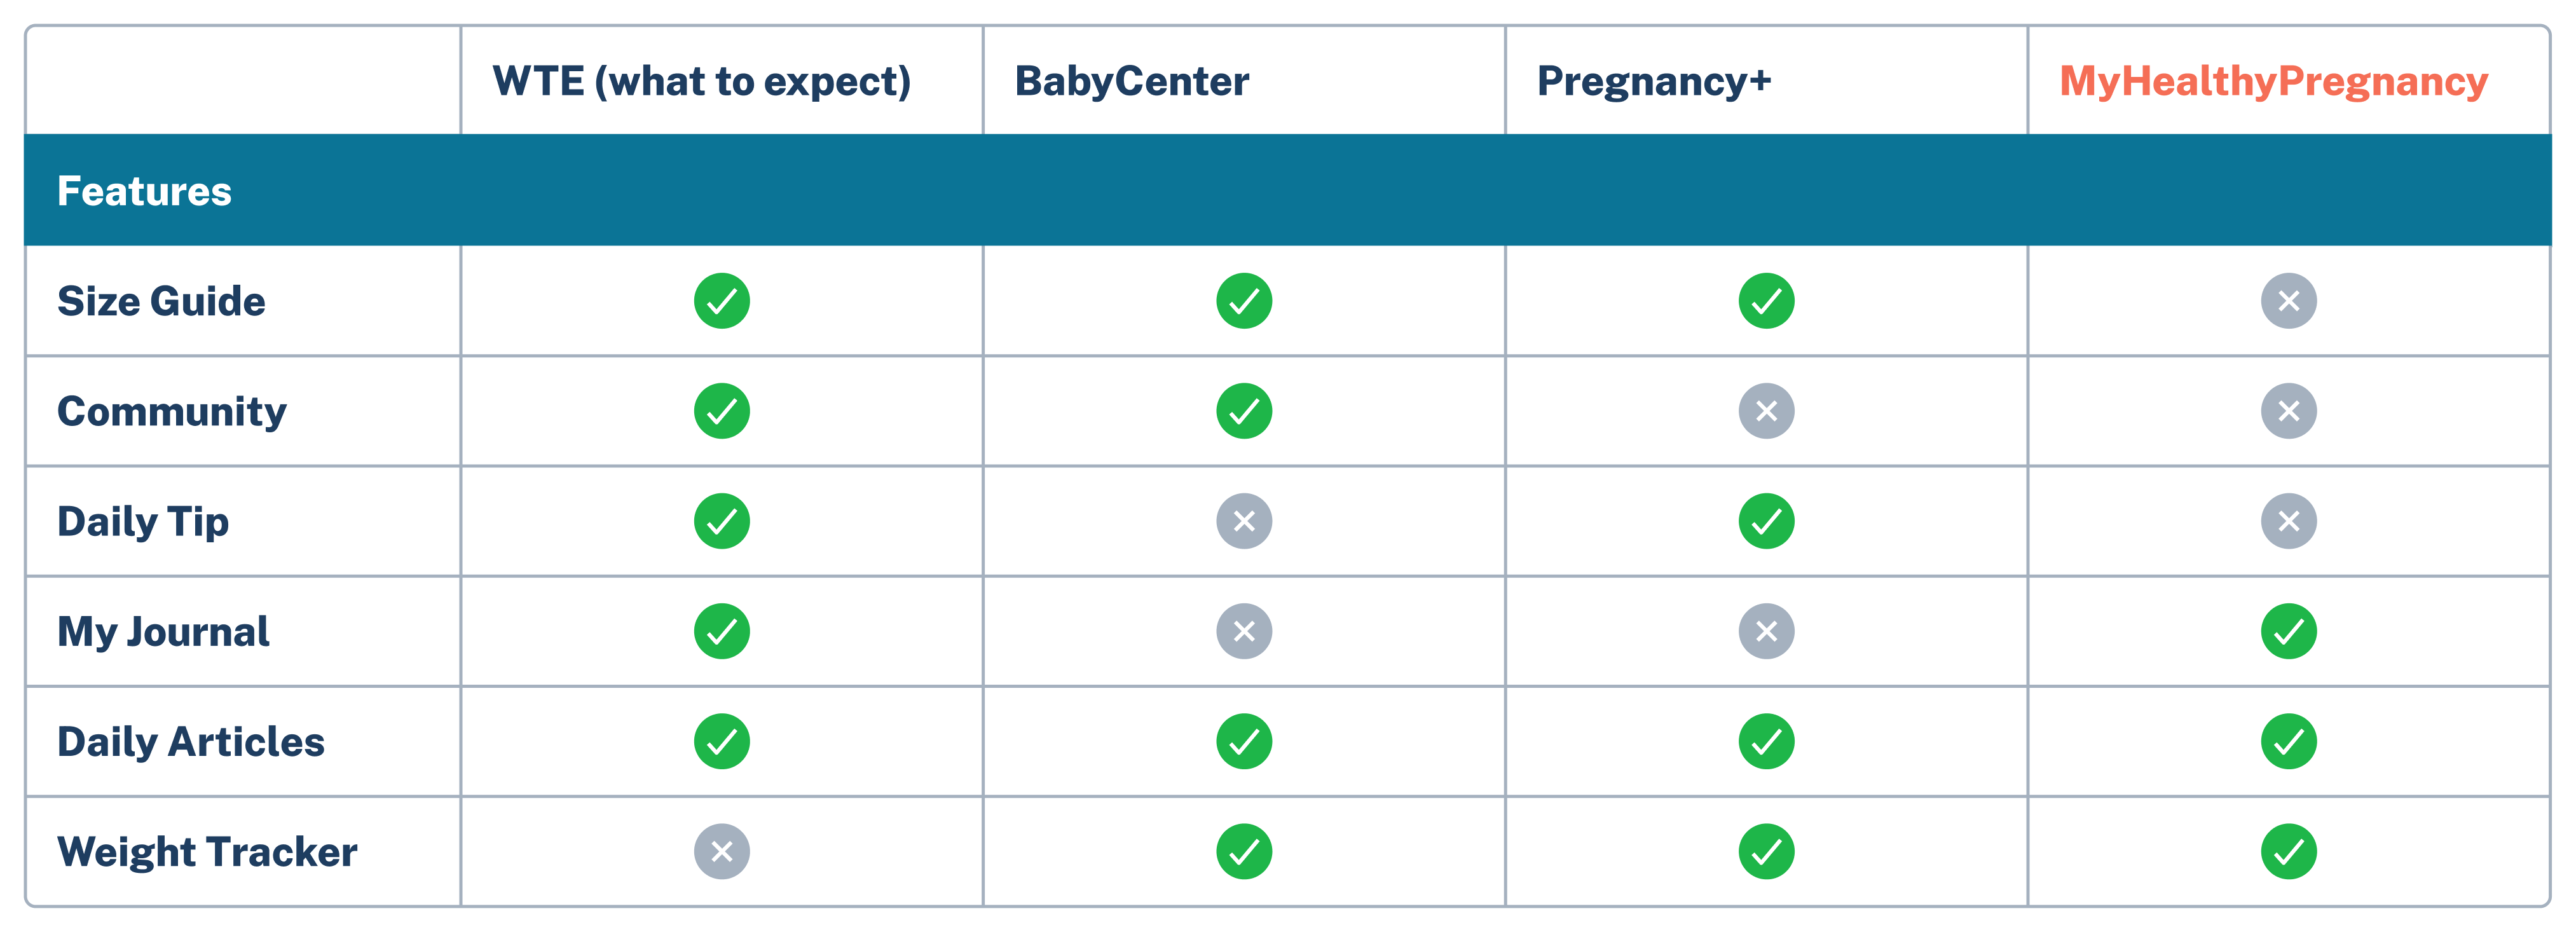 WTE (what to expect) BabyCenter Pregnancy+ MyHealthyPregnancy
Features
Size Guide
Community
Daily Tip
My Journal
Daily Articles
Weight Tracker